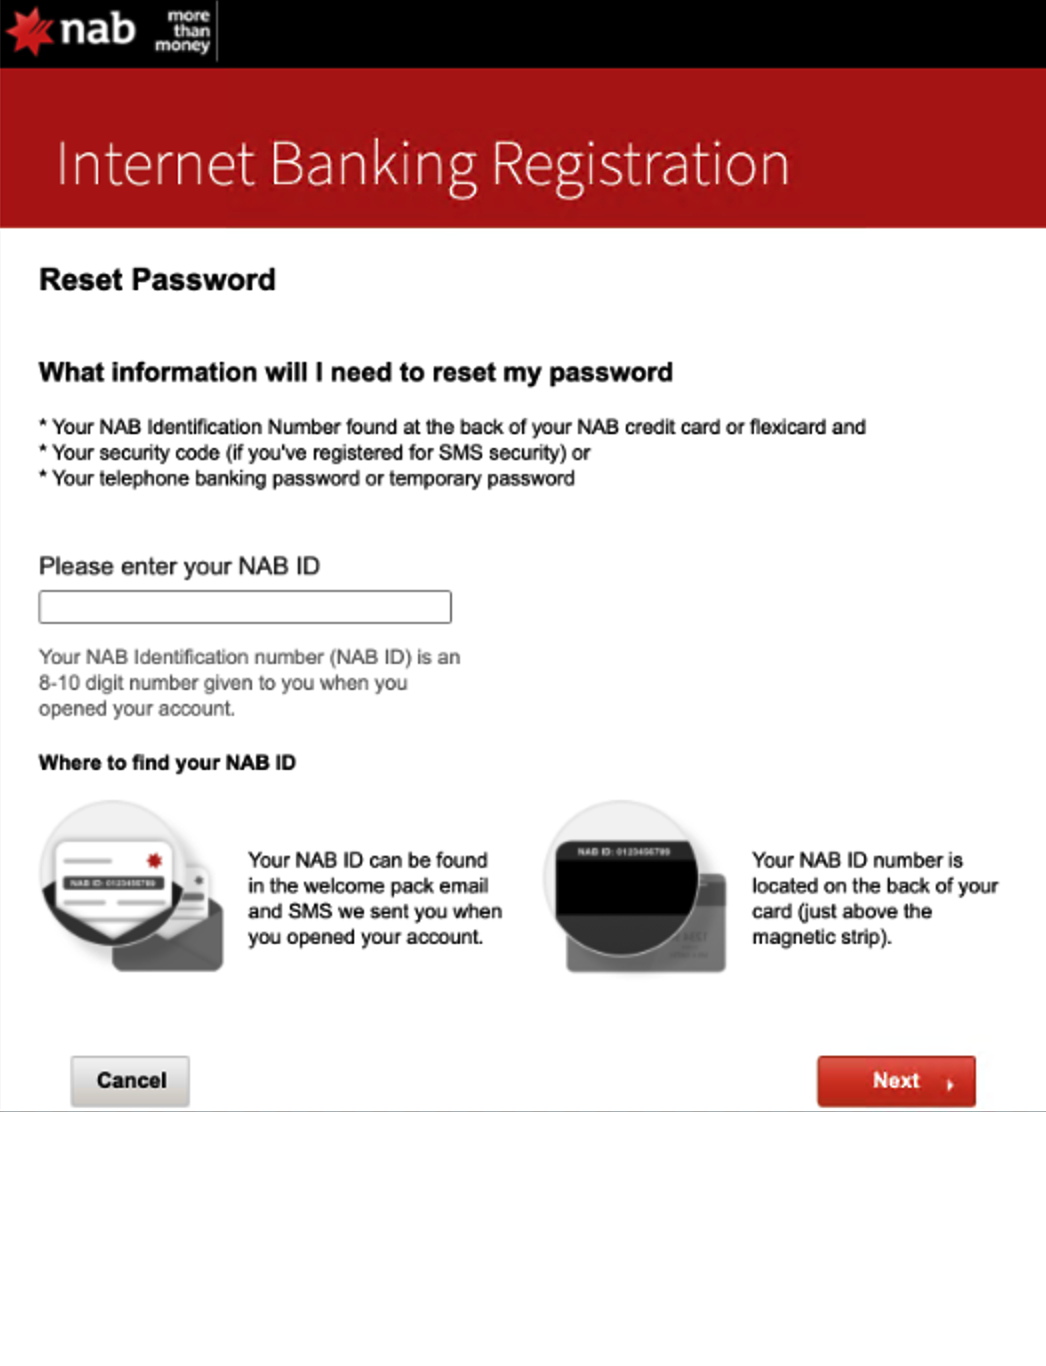 nab
more
than
money
Internet Banking Registration
Reset Password
What information will I need to reset my password
* Your NAB Identification Number found at the back of your NAB credit card or flexicard and
* Your security code (if you've registered for SMS security) or
* Your telephone banking password or temporary password
Please enter your NAB ID
Your NAB Identification number (NAB ID) is an
8-10 digit number given to you when you
opened your account.
Where to find your NAB ID
NAB ID: 0123456789
Your NAB ID can be found
in the welcome pack email
and SMS we sent you when
you opened your account.
NAB ID: 0123456789
Your NAB ID number is
located on the back of your
card (just above the
magnetic strip).
Cancel
Next